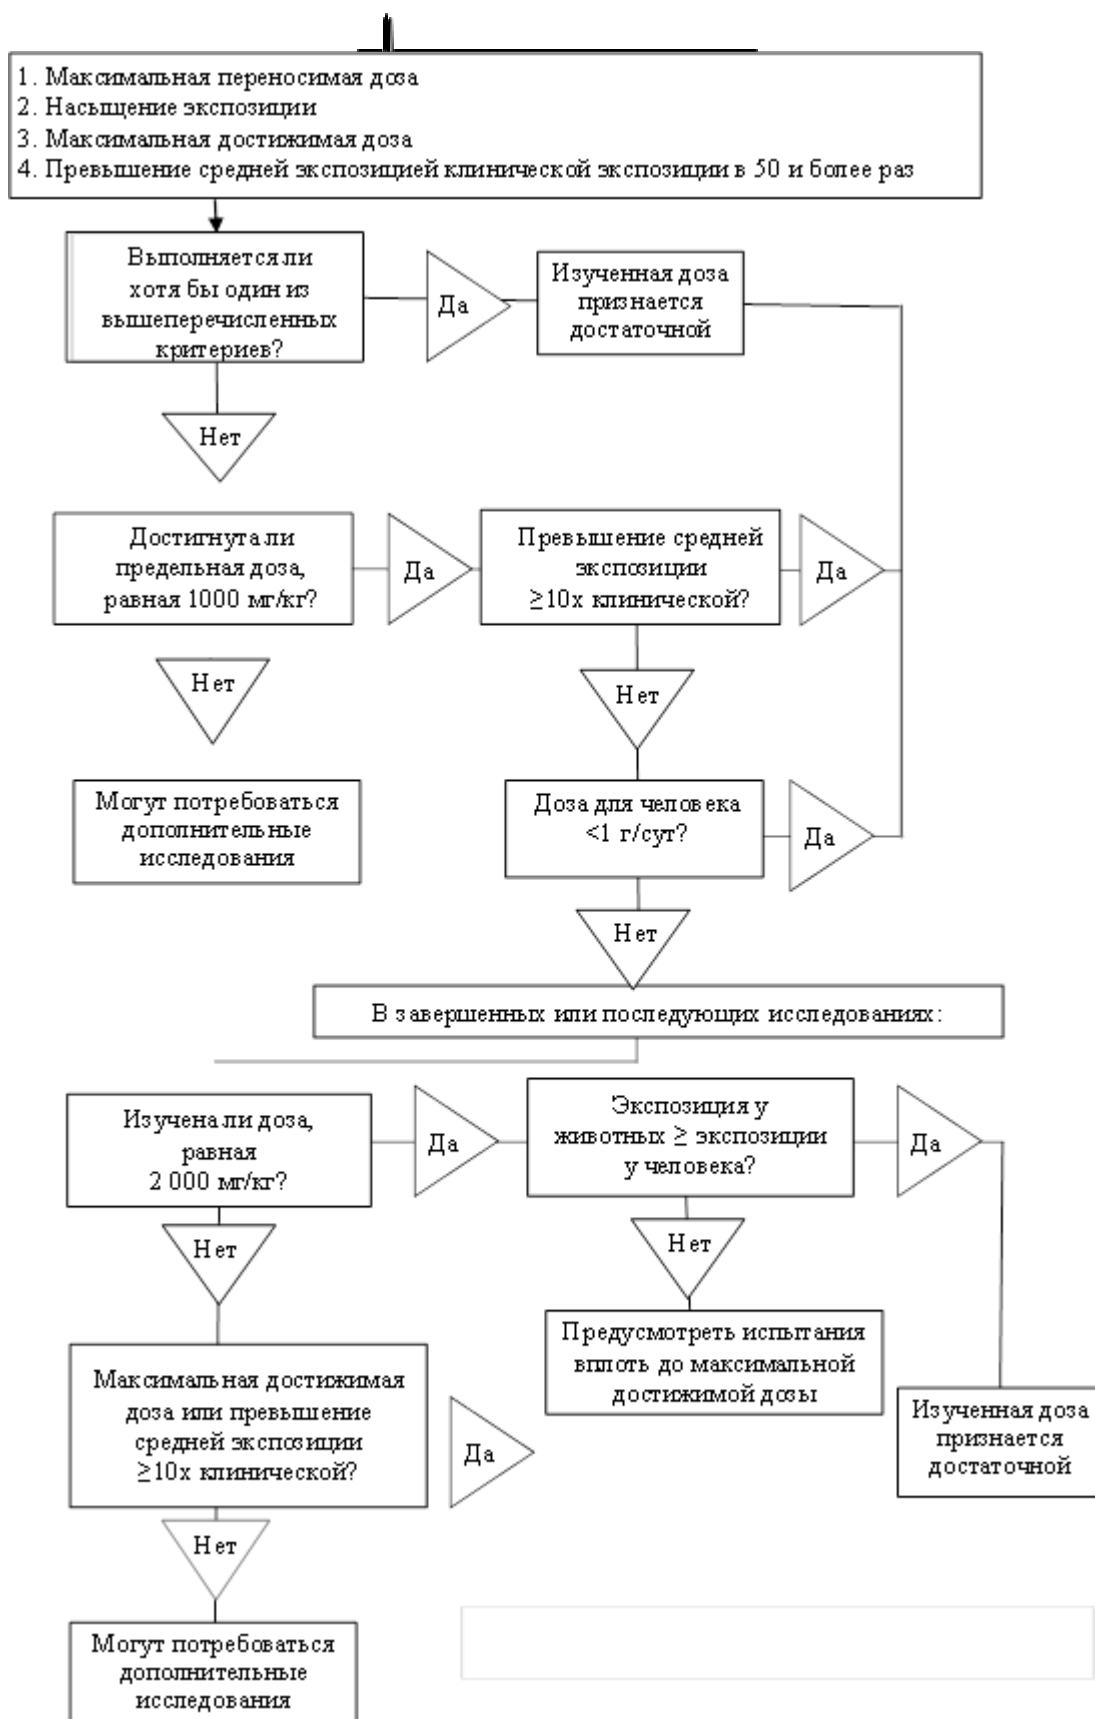 1. Максимальная переносимая доза
2. Насыщение экспозиции
3. Максимальная достижимая доза
4. Превышение средней экспозицией клинической экспозиции в 50 и более раз
Выполняется ли
хотя бы один из
вышеперечисленных
критериев?
Да
Изученная доза
признается
достаточной
Нет
Достигнута ли
предельная доза,
равная 1000 мг/кг?
Да
Превышение средней
экспозиции
≥10х клинической?
Да
Нет
Нет
Могут потребоваться
дополнительные
исследования
Доза для человека
<1 г/сут?
Да
Нет
В завершенных или последующих исследованиях:
Изучена ли доза,
равная
2 000 мг/кг?
Да
Экспозиция у
животных ≥ экспозиции
у человека?
Да
Нет
Нет
Предусмотреть испытания
вплоть до максимальной
достижимой дозы
Максимальная достижимая
доза или превышение
средней экспозиции
≥10х клинической?
Да
Изученная доза
признается
достаточной
Нет
Могут потребоваться
дополнительные
исследования